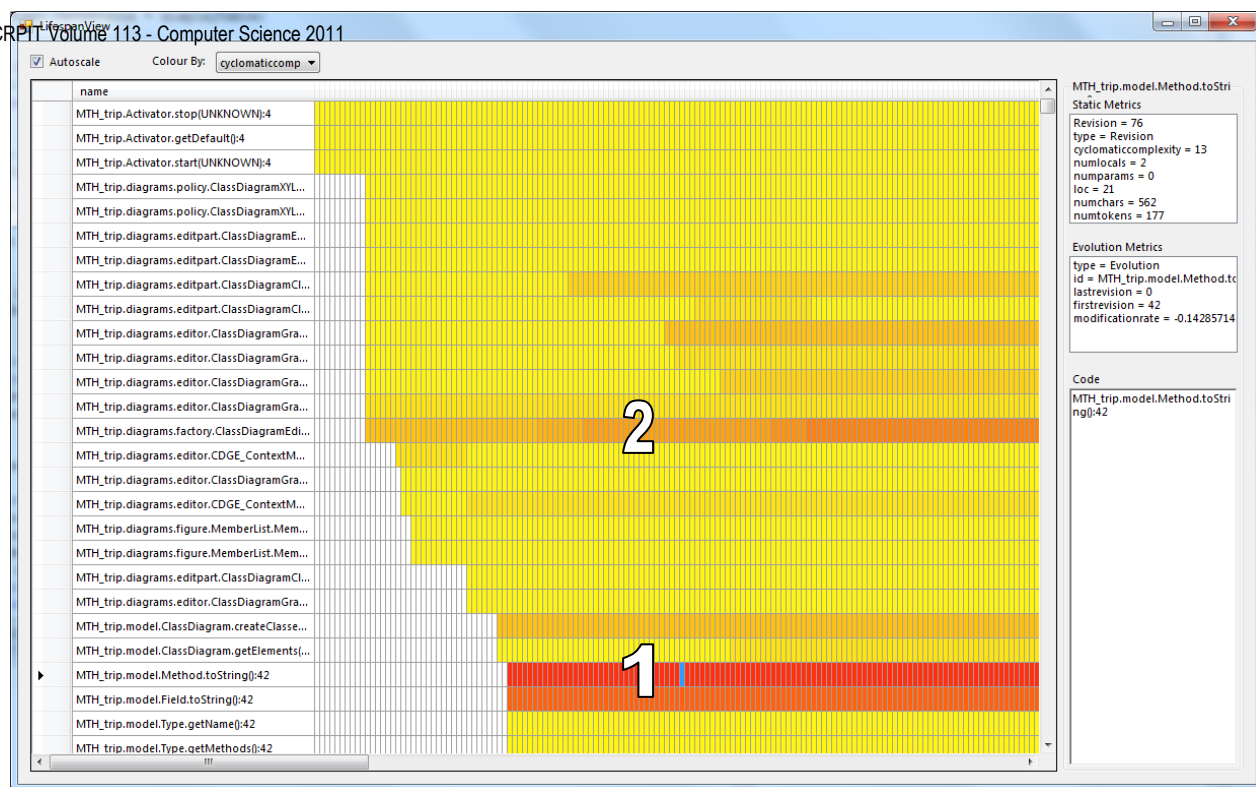 LifespanView
CRPIT Volume 113 - Computer Science 2011
Autoscale Colour By: cyclomaticcomp
name
MTH_trip.Activator.stop(UNKNOWN):4
MTH_trip.Activator.getDefault():4
MTH_trip.Activator.start(UNKNOWN):4
MTH_trip.diagrams.policy.ClassDiagramXYL...
MTH_trip.diagrams.policy.ClassDiagramXYL...
MTH_trip.diagrams.editpart.ClassDiagramE...
MTH_trip.diagrams.editpart.ClassDiagramE...
MTH_trip.diagrams.editpart.ClassDiagramCl...
MTH_trip.diagrams.editpart.ClassDiagramCl...
MTH_trip.diagrams.editor.ClassDiagramGra...
MTH_trip.diagrams.editor.ClassDiagramGra...
MTH_trip.diagrams.editor.ClassDiagramGra...
MTH_trip.diagrams.editor.ClassDiagramGra...
MTH_trip.diagrams.factory.ClassDiagramEdi...
MTH_trip.diagrams.editor.CDGE_ContextM...
MTH_trip.diagrams.editor.ClassDiagramGra...
MTH_trip.diagrams.editor.CDGE_ContextM...
MTH_trip.diagrams.figure.MemberList.Mem...
MTH_trip.diagrams.figure.MemberList.Mem...
MTH_trip.diagrams.editpart.ClassDiagramCl...
MTH_trip.diagrams.editor.ClassDiagramGra...
MTH_trip.model.ClassDiagram.createClasse...
MTH_trip.model.ClassDiagram.getElements(...
MTH_trip.model.Method.toString():42
MTH_trip.model.Field.toString():42
MTH_trip.model.Type.getName():42
MTH_trip.model.Type.getMethods():42
2
1
MTH_trip.model.Method.toStri
Static Metrics
Revision = 76
type = Revision
cyclomaticcomplexity = 13
numlocals = 2
numparams = 0
loc = 21
numchars = 562
numtokens = 177
Evolution Metrics
type = Evolution
id = MTH_trip.model.Method.to
lastrevision = 0
firstrevision = 42
modificationrate = -0.14285714
Code
MTH_trip.model.Method.toStri
ng():42